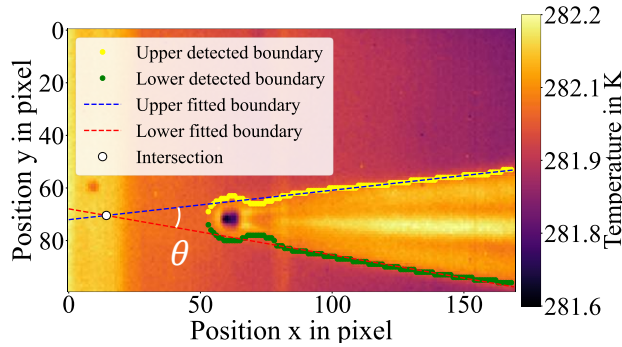 0
20
40
60
80
Position y in pixel
Upper detected boundary
Lower detected boundary
Upper fitted boundary
Lower fitted boundary
Intersection
θ
0
50
100
150
Position x in pixel
282.2
282.1
281.9
281.8
281.6
Temperature in K